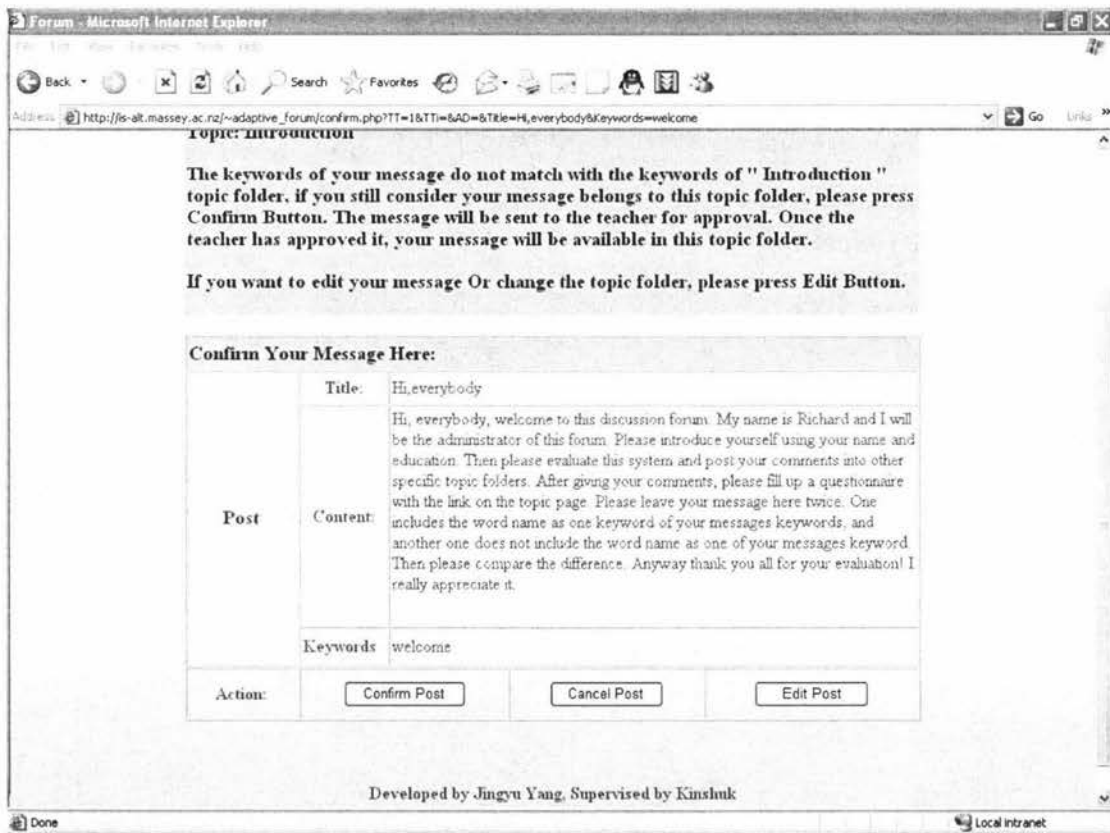 Forum - Microsoft Internet Explorer
Back
Search
Favorites
Address
http://is-alt.massey.ac.nz/~adaptive_forum/confirm.php?TT=1&TTi=&AD=&Title=Hi,everybody&Keywords=welcome
Go
Links
Topic: Introduction
The keywords of your message do not match with the keywords of " Introduction "
topic folder, if you still consider your message belongs to this topic folder, please press
Confirm Button. The message will be sent to the teacher for approval. Once the
teacher has approved it, your message will be available in this topic folder.
If you want to edit your message Or change the topic folder, please press Edit Button.
Confirm Your Message Here:
Post
Title:
Hi,everybody
Content:
Hi, everybody, welcome to this discussion forum. My name is Richard and I will
be the administrator of this forum. Please introduce yourself using your name and
education. Then please evaluate this system and post your comments into other
specific topic folders. After giving your comments, please fill up a questionnaire
with the link on the topic page. Please leave your message here twice. One
includes the word name as one keyword of your messages keywords, and
another one does not include the word name as one of your messages keyword.
Then please compare the difference. Anyway thank you all for your evaluation! I
really appreciate it.
Keywords
welcome
Action:
Confirm Post
Cancel Post
Edit Post
Developed by Jingyu Yang, Supervised by Kinshuk
Done
Local intranet